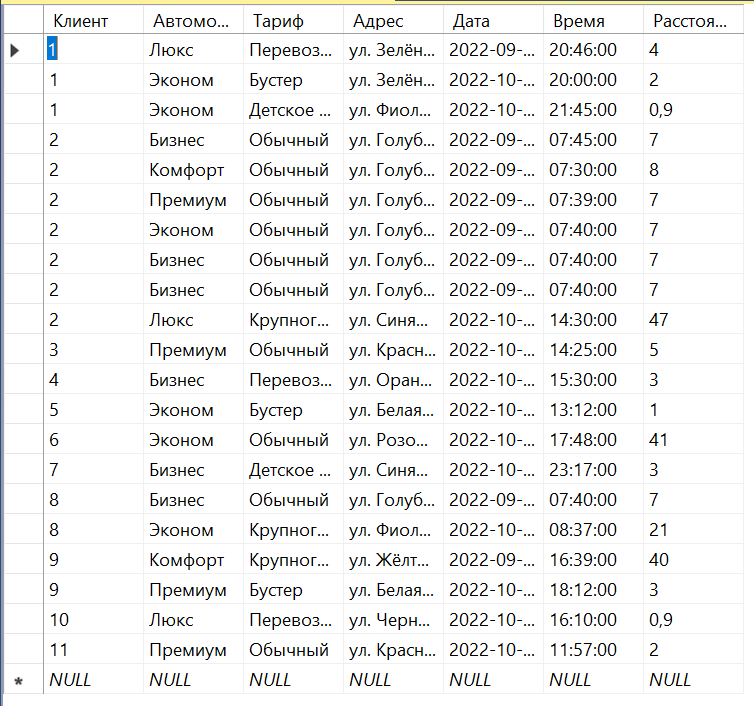 Клиент Автомо... Тариф Адрес Дата Время Расстоя...
1 Люкс Перевоз... ул. Зелён... 2022-09-... 20:46:00 4
1 Эконом Бустер ул. Зелён... 2022-10-... 20:00:00 2
1 Эконом Детское ... ул. Фиол... 2022-10-... 21:45:00 0,9
2 Бизнес Обычный ул. Голуб... 2022-09-... 07:45:00 7
2 Комфорт Обычный ул. Голуб... 2022-09-... 07:30:00 8
2 Премиум Обычный ул. Голуб... 2022-09-... 07:39:00 7
2 Эконом Обычный ул. Голуб... 2022-09-... 07:40:00 7
2 Бизнес Обычный ул. Голуб... 2022-09-... 07:40:00 7
2 Бизнес Обычный ул. Голуб... 2022-09-... 07:40:00 7
2 Люкс Крупног... ул. Синя... 2022-10-... 14:30:00 47
3 Премиум Обычный ул. Красн... 2022-10-... 14:25:00 5
4 Бизнес Перевоз... ул. Оран... 2022-10-... 15:30:00 3
5 Эконом Бустер ул. Белая... 2022-10-... 13:12:00 1
6 Эконом Обычный ул. Розо... 2022-10-... 17:48:00 41
7 Бизнес Детское ... ул. Синя... 2022-10-... 23:17:00 3
8 Бизнес Обычный ул. Голуб... 2022-09-... 07:40:00 7
8 Эконом Крупног... ул. Фиол... 2022-10-... 08:37:00 21
9 Комфорт Крупног... ул. Жёлт... 2022-09-... 16:39:00 40
9 Премиум Бустер ул. Белая... 2022-10-... 18:12:00 3
10 Люкс Перевоз... ул. Черн... 2022-10-... 16:10:00 0,9
11 Премиум Обычный ул. Красн... 2022-10-... 11:57:00 2
NULL NULL NULL NULL NULL NULL NULL